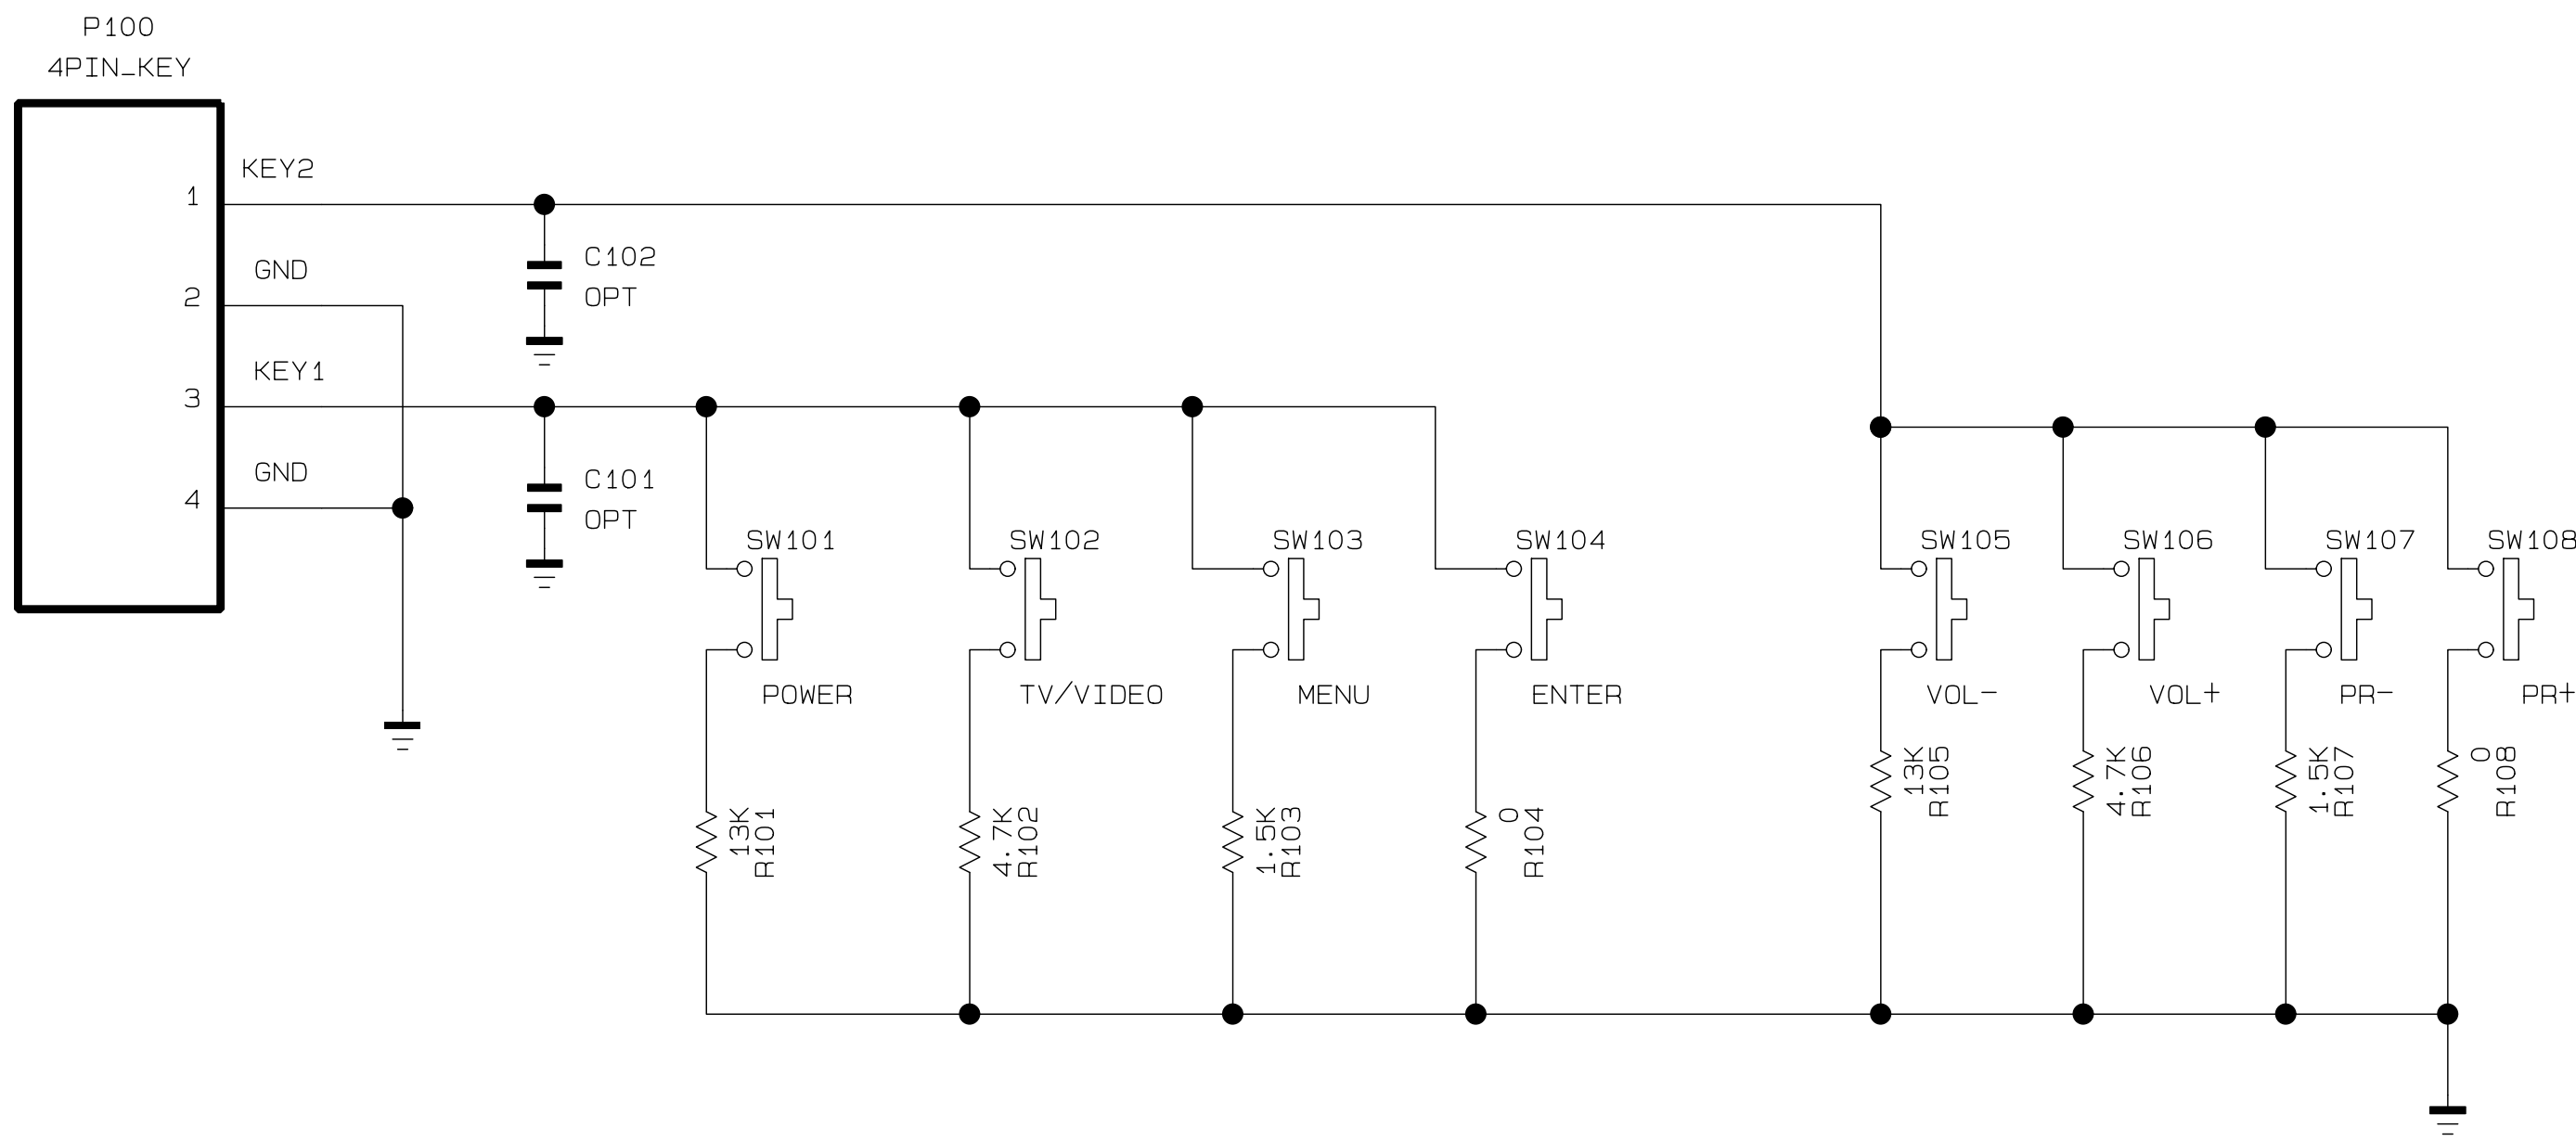 P100
4PIN_KEY
KEY2
1
GND
2
KEY1
3
GND
4
C102
OPT
C101
OPT
SW101
POWER
13K
R101
SW102
TV/VIDEO
4.7K
R102
SW103
MENU
1.5K
R103
SW104
ENTER
0
R104
SW105
VOL-
13K
R105
SW106
VOL+
4.7K
R106
SW107
PR-
1.5K
R107
SW108
PR+
0
R108